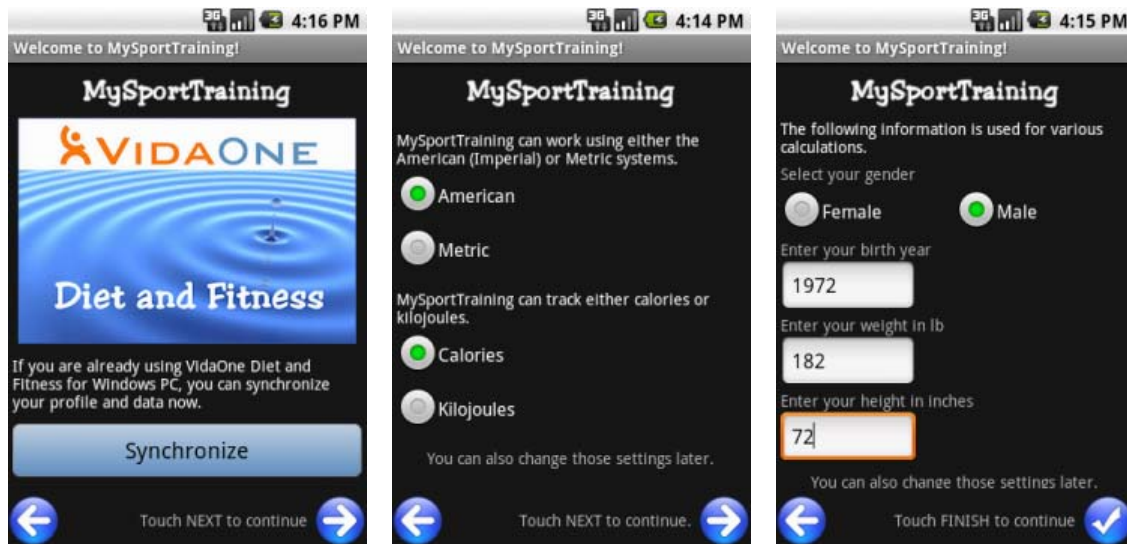 3G 4:16 PM
Welcome to MySportTraining!
MySportTraining
VIDAONE
Diet and Fitness
If you are already using VidaOne Diet and
Fitness for Windows PC, you can synchronize
your profile and data now.
Synchronize
Touch NEXT to continue
3G 4:14 PM
Welcome to MySportTraining!
MySportTraining
MySportTraining can work using either the
American (Imperial) or Metric systems.
American
Metric
MySportTraining can track either calories or
kilojoules.
Calories
Kilojoules
You can also change those settings later.
Touch NEXT to continue.
3G 4:15 PM
Welcome to MySportTraining!
MySportTraining
The following information is used for various
calculations.
Select your gender
Female Male
Enter your birth year
1972
Enter your weight in lb
182
Enter your height in inches
72
You can also change those settings later.
Touch FINISH to continue